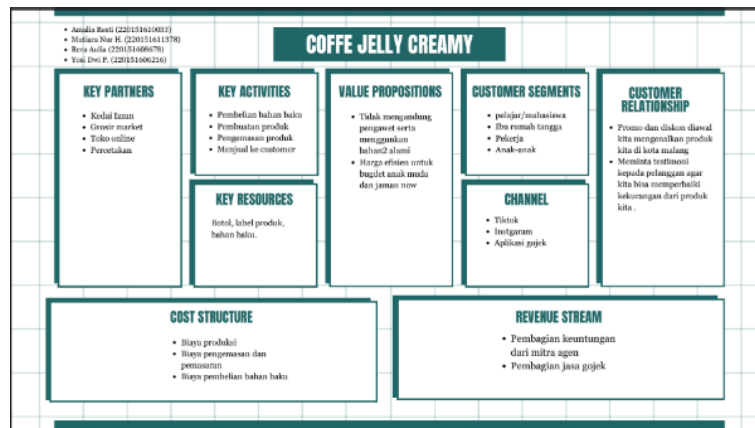 • Amalia Resti (220151610033)
• Mutiara Nur H. (220151611378)
• Rera Aulia (220151608678)
• Yosi Dwi P. (220151606216)
COFFE JELLY CREAMY
KEY PARTNERS
• Kedai Izzan
• Grosir market
• Toko online
• Percetakan
KEY ACTIVITIES
• Pembelian bahan baku
• Pembuatan produk
• Pengemasan produk
• Menjual ke customer
KEY RESOURCES
Botol, label produk,
bahan baku.
VALUE PROPOSITIONS
• Tidak mengandung
pengawet serta
menggunkan
bahan2 alami
• Harga efisien untuk
bugdet anak muda
dan jaman now
CUSTOMER SEGMENTS
• pelajar/mahasiawa
• Ibu rumah tangga
• Pekerja
• Anak-anak
CHANNEL
• Tiktok
• Instgaram
• Aplikasi gojek
CUSTOMER
RELATIONSHIP
• Promo dan diskon diawal
kita mengenalkan produk
kita di kota malang
• Meminta testimoni
kepada pelanggan agar
kita bisa memperbaiki
kekurangan dari produk
kita .
COST STRUCTURE
• Biaya produksi
• Biaya pengemasan dan
pemasaran
• Biaya pembelian bahan baku
REVENUE STREAM
• Pembagian keuntungan
dari mitra agen
• Pembagian jasa gojek